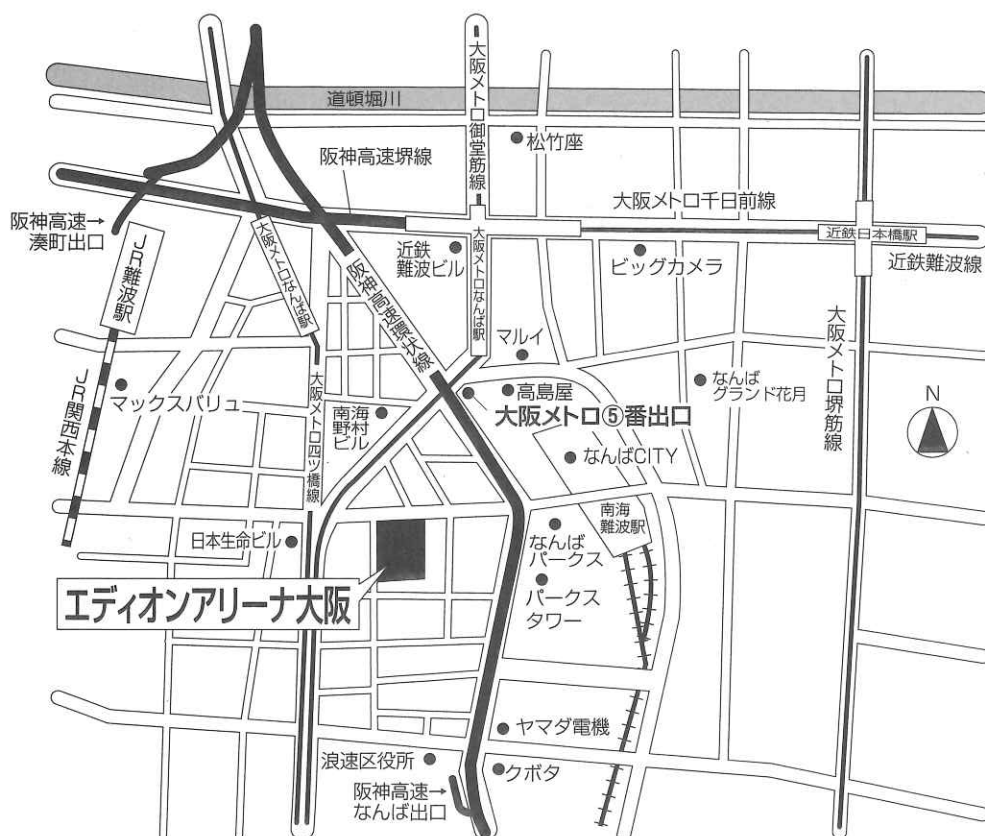 道頓堀川
大阪メトロ御堂筋線
松竹座
阪神高速堺線
大阪メトロ千日前線
阪神高速→
湊町出口
近鉄日本橋駅
近鉄難波線
JR難波駅
大阪メトロなんば駅
阪神高速環状線
近鉄
難波ビル
大阪メトロなんば駅
ビッグカメラ
マルイ
大阪メトロ堺筋線
JR関西本線
マックスバリュ
大阪メトロ四ツ橋線
南海
野村
ビル
高島屋
大阪メトロ⑤番出口
なんば
グランド花月
N
なんばCITY
南海
難波駅
日本生命ビル
なんば
パークス
パークス
タワー
エディオンアリーナ大阪
ヤマダ電機
浪速区役所
クボタ
阪神高速→
なんば出口